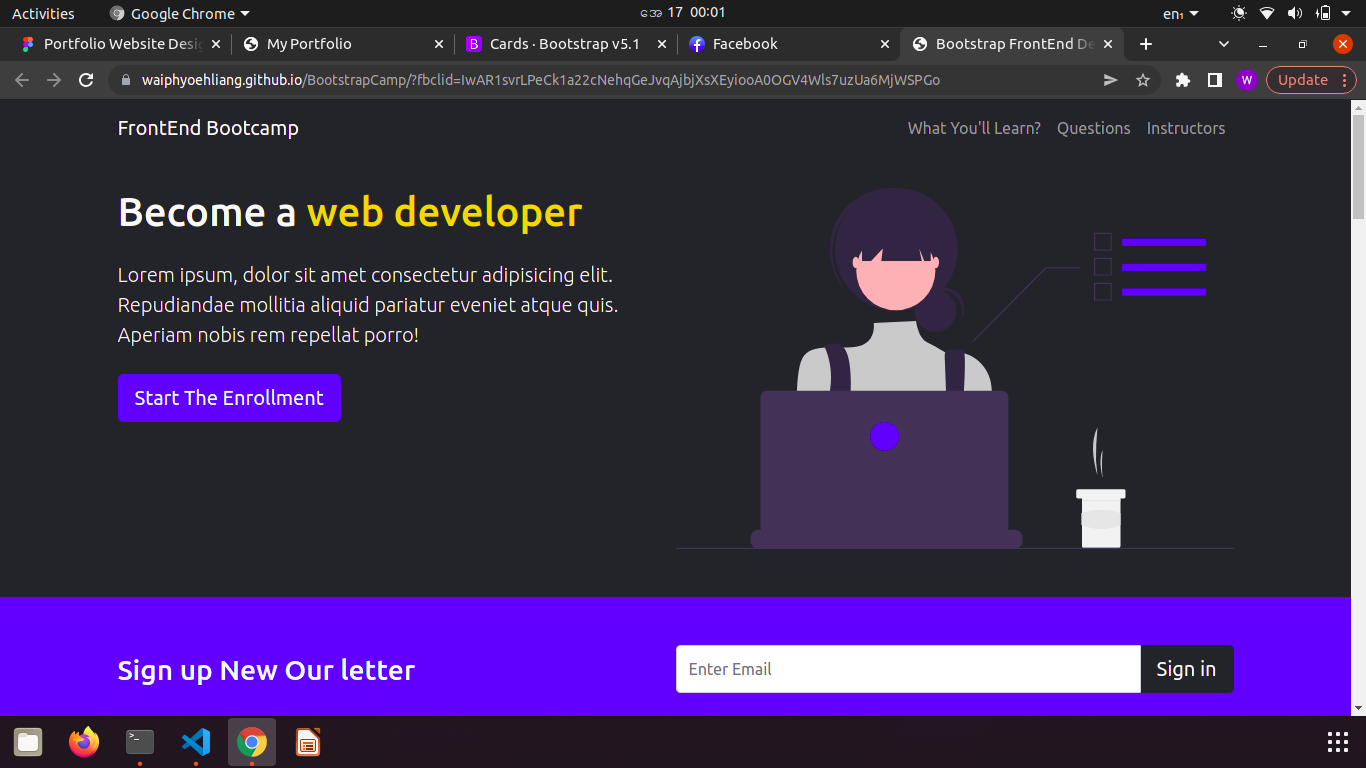 Activities
Google Chrome
အောဂ် 17 00:01
en₁
Portfolio Website Desig
My Portfolio
Cards · Bootstrap v5.1
Facebook
Bootstrap FrontEnd De
waiphyoehliang.github.io/BootstrapCamp/?fbclid=IwAR1svrLPeCk1a22cNehqGeJvqAjbjXsXEyiooA0OGV4Wls7uzUa6MjWSPGo
W
Update
FrontEnd Bootcamp
What You'll Learn?
Questions
Instructors
Become a web developer
Lorem ipsum, dolor sit amet consectetur adipisicing elit.
Repudiandae mollitia aliquid pariatur eveniet atque quis.
Aperiam nobis rem repellat porro!
Start The Enrollment
Sign up New Our letter
Enter Email
Sign in